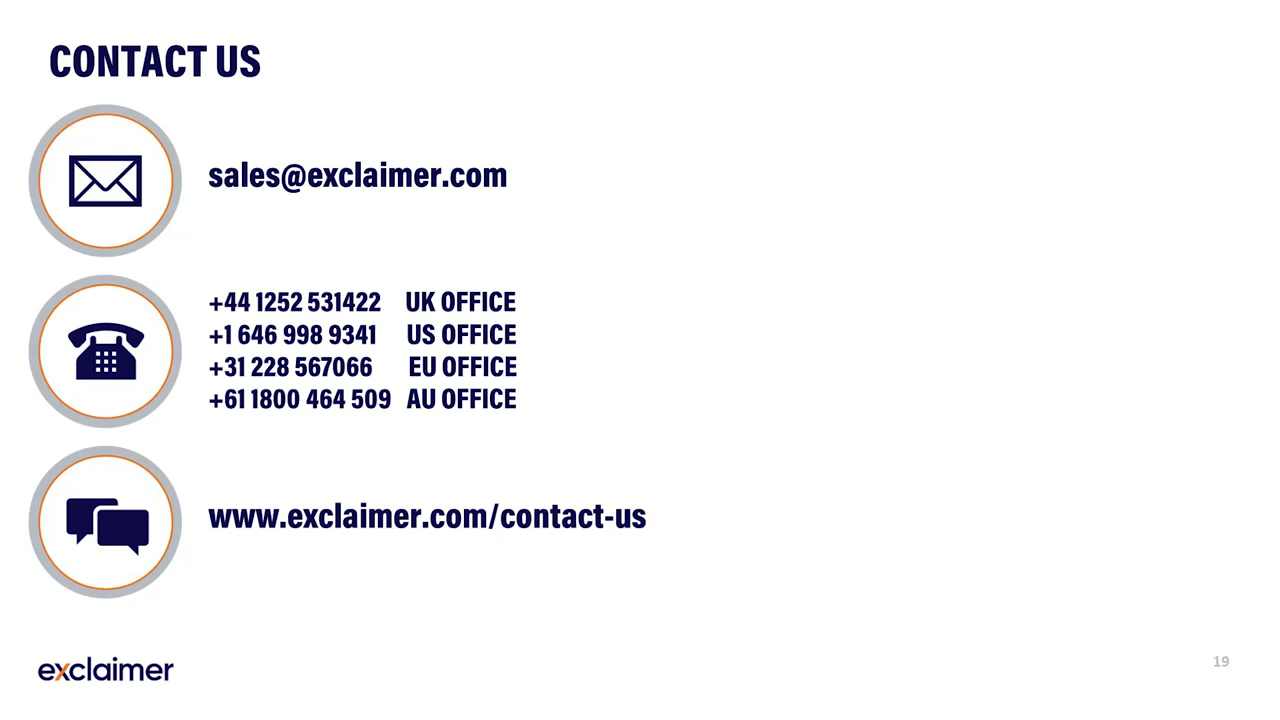 CONTACT US
sales@exclaimer.com
+44 1252 531422 UK OFFICE
+1 646 998 9341 US OFFICE
+31 228 567066 EU OFFICE
+61 1800 464 509 AU OFFICE
www.exclaimer.com/contact-us
exclaimer
19